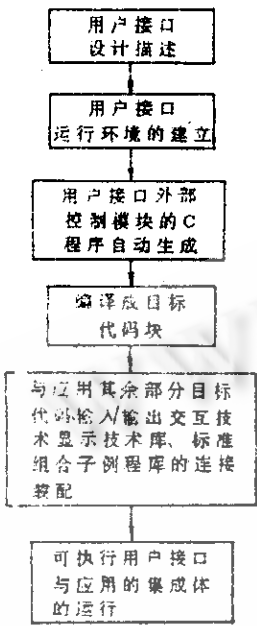 用户接口
设计描述
用户接口
运行环境的建立
用户接口外部
控制模块的C
程序自动生成
编译成目标
代码块
与应用其余部分目标
代码输入/输出交互技
术显示技术库、标准
组合子例程库的连接
装配
可执行用户接口
与应用的集成体
的运行